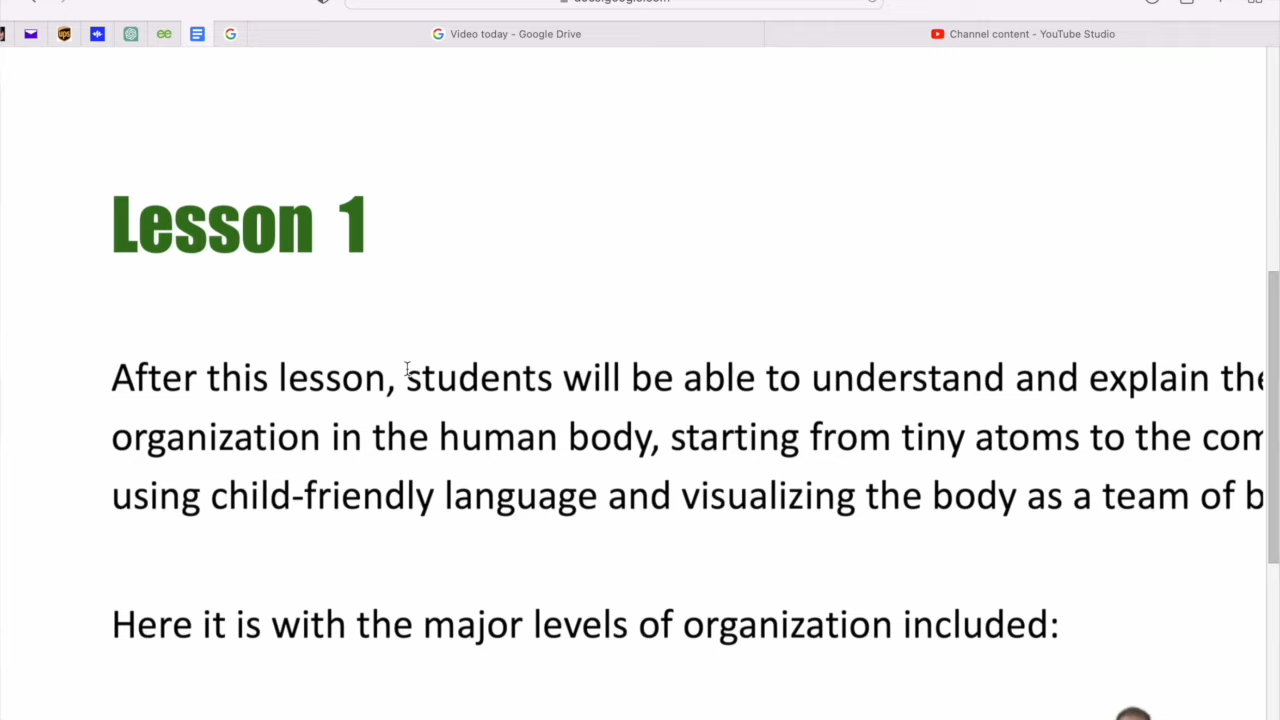 Video today - Google Drive
Channel content - YouTube Studio
Lesson 1
After this lesson, students will be able to understand and explain the
organization in the human body, starting from tiny atoms to the com
using child-friendly language and visualizing the body as a team of b
Here it is with the major levels of organization included: